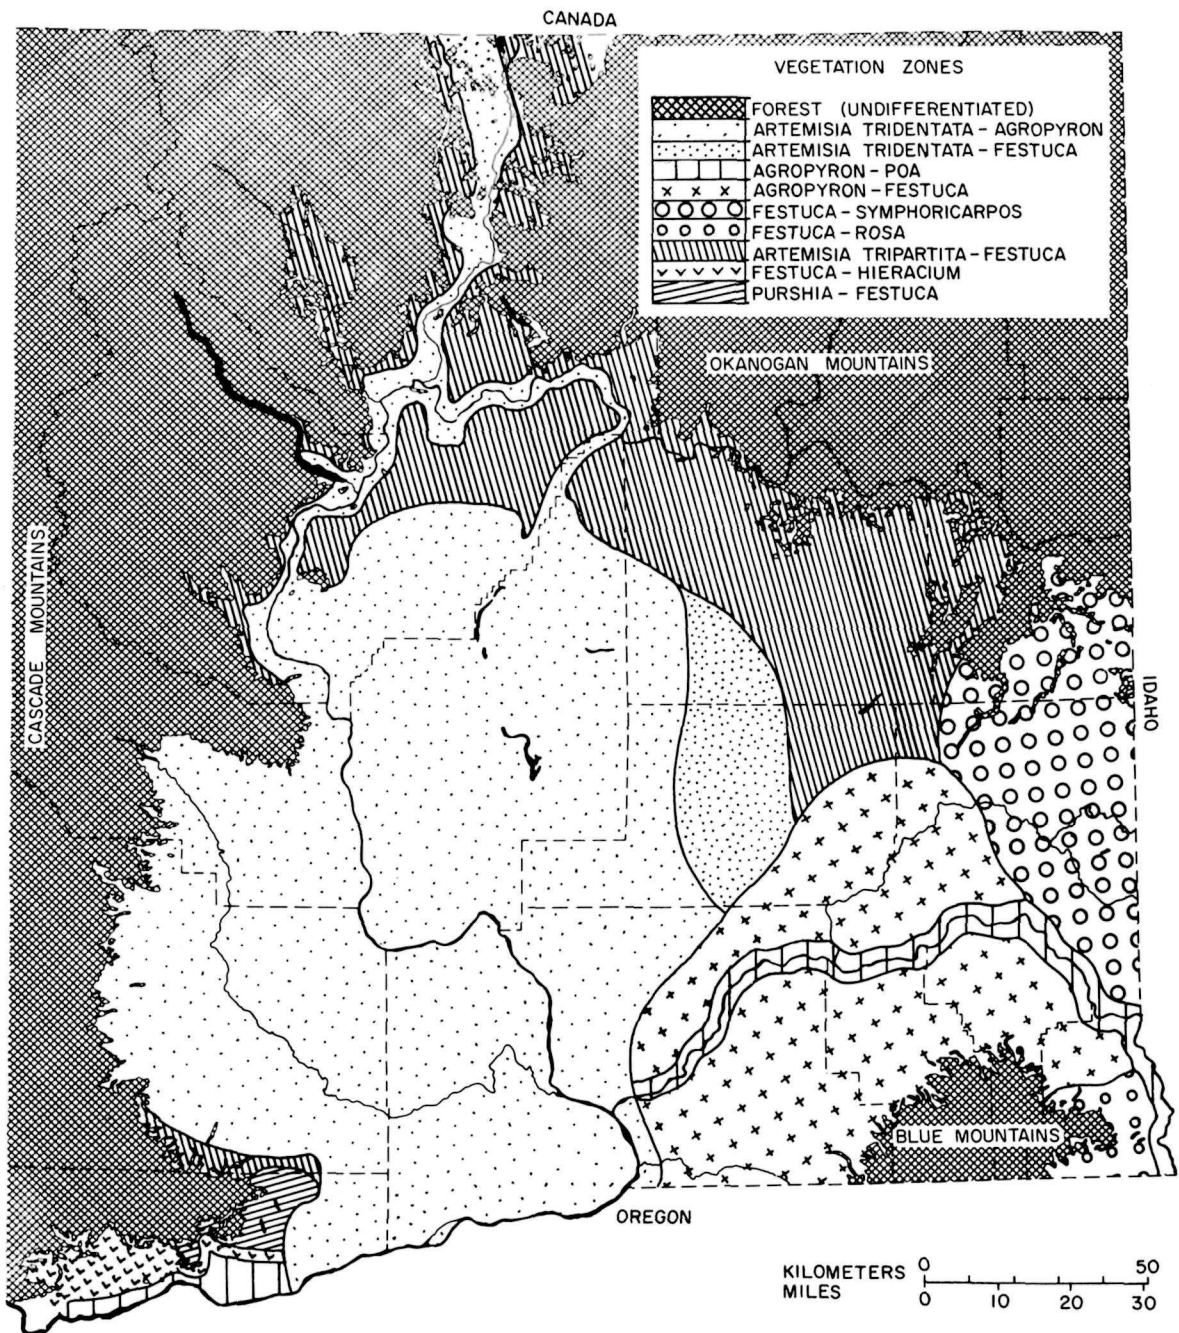 CANADA
VEGETATION ZONES
FOREST (UNDIFFERENTIATED)
ARTEMISIA TRIDENTATA - AGROPYRON
ARTEMISIA TRIDENTATA - FESTUCA
AGROPYRON - POA
AGROPYRON - FESTUCA
FESTUCA - SYMPHORICARPOS
FESTUCA - ROSA
ARTEMISIA TRIPARTITA - FESTUCA
FESTUCA - HIERACIUM
PURSHIA - FESTUCA
OKANOGAN MOUNTAINS
CASCADE MOUNTAINS
IDAHO
BLUE MOUNTAINS
OREGON
KILOMETERS 0 50
MILES 0 10 20 30